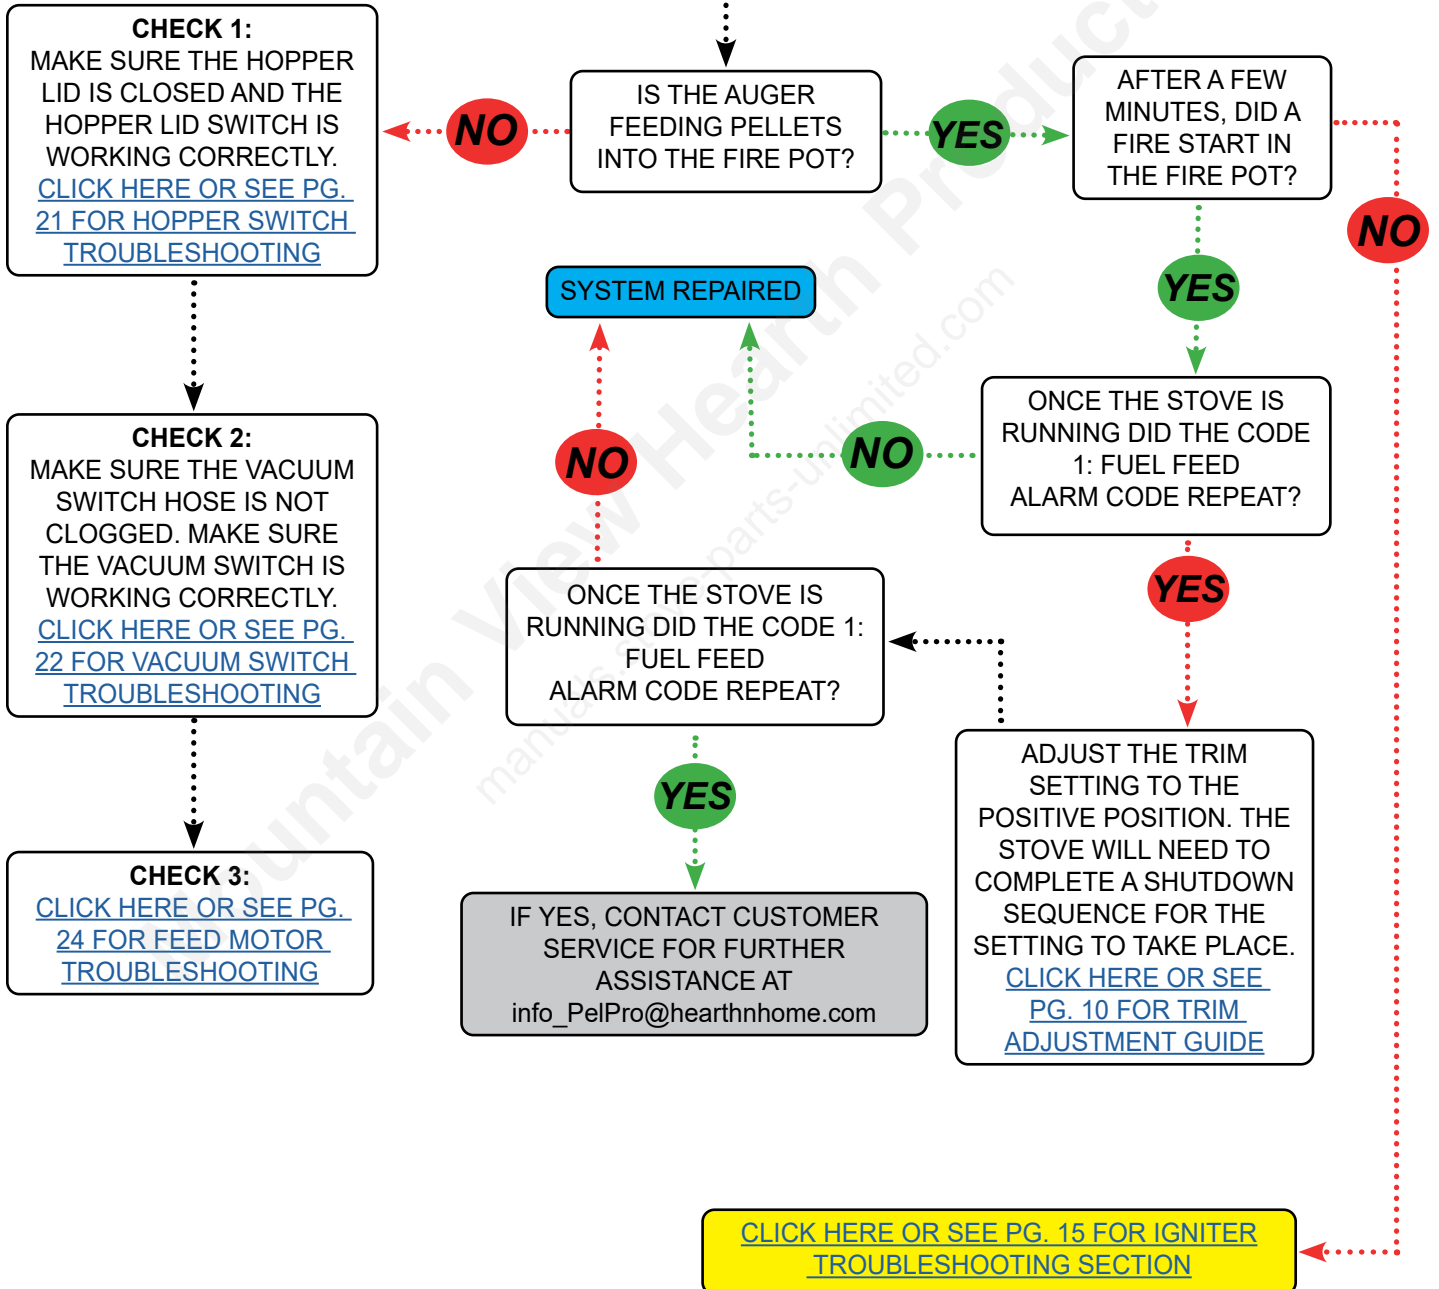 CHECK 1:
MAKE SURE THE HOPPER
LID IS CLOSED AND THE
HOPPER LID SWITCH IS
WORKING CORRECTLY.
CLICK HERE OR SEE PG.
21 FOR HOPPER SWITCH
TROUBLESHOOTING
NO
IS THE AUGER
FEEDING PELLETS
INTO THE FIRE POT?
YES
AFTER A FEW
MINUTES, DID A
FIRE START IN
THE FIRE POT?
NO
YES
SYSTEM REPAIRED
CHECK 2:
MAKE SURE THE VACUUM
SWITCH HOSE IS NOT
CLOGGED. MAKE SURE
THE VACUUM SWITCH IS
WORKING CORRECTLY.
CLICK HERE OR SEE PG.
22 FOR VACUUM SWITCH
TROUBLESHOOTING
NO
NO
ONCE THE STOVE IS
RUNNING DID THE CODE
1: FUEL FEED
ALARM CODE REPEAT?
YES
ONCE THE STOVE IS
RUNNING DID THE CODE 1:
FUEL FEED
ALARM CODE REPEAT?
YES
ADJUST THE TRIM
SETTING TO THE
POSITIVE POSITION. THE
STOVE WILL NEED TO
COMPLETE A SHUTDOWN
SEQUENCE FOR THE
SETTING TO TAKE PLACE.
CLICK HERE OR SEE
PG. 10 FOR TRIM
ADJUSTMENT GUIDE
CHECK 3:
CLICK HERE OR SEE PG.
24 FOR FEED MOTOR
TROUBLESHOOTING
IF YES, CONTACT CUSTOMER
SERVICE FOR FURTHER
ASSISTANCE AT
info_PelPro@hearthnhome.com
CLICK HERE OR SEE PG. 15 FOR IGNITER
TROUBLESHOOTING SECTION
Mountain View Hearth Product
manuals.stove-parts-unlimited.com